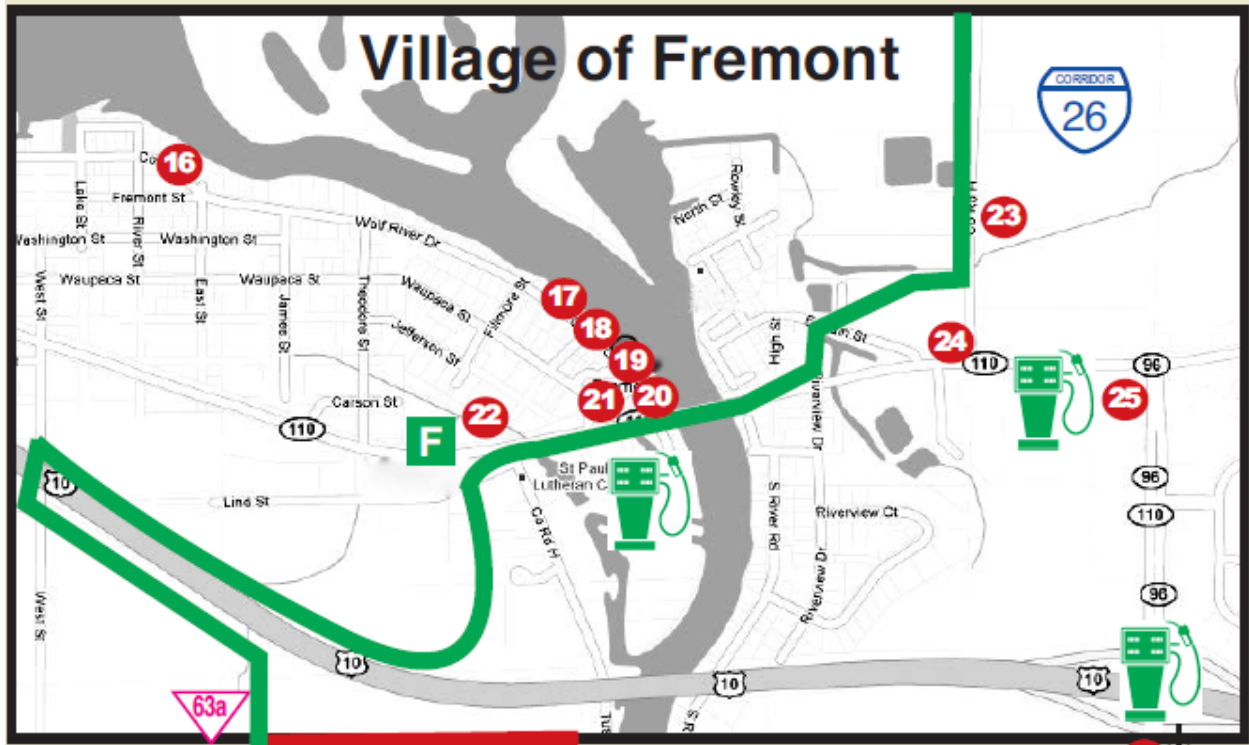 Village of Fremont
CORRIDOR
26
16
Fremont St
Lake St
River St
Washington St
Washington St
Wolf River Dr
North St
Rowley St
23
Waupaca St
Waupaca St
Waupaca St
West St
East St
James St
Theodore St
Jefferson St
Fillmore St
17
18
19
20
21
22
High St
24
110
96
25
Carson St
110
F
St Paul
Lutheran
10
Lind St
Co Rd H
S River Rd
Riverview Dr
Riverview Ct
Riverview Dr
96
110
96
West St
10
10
10
63a